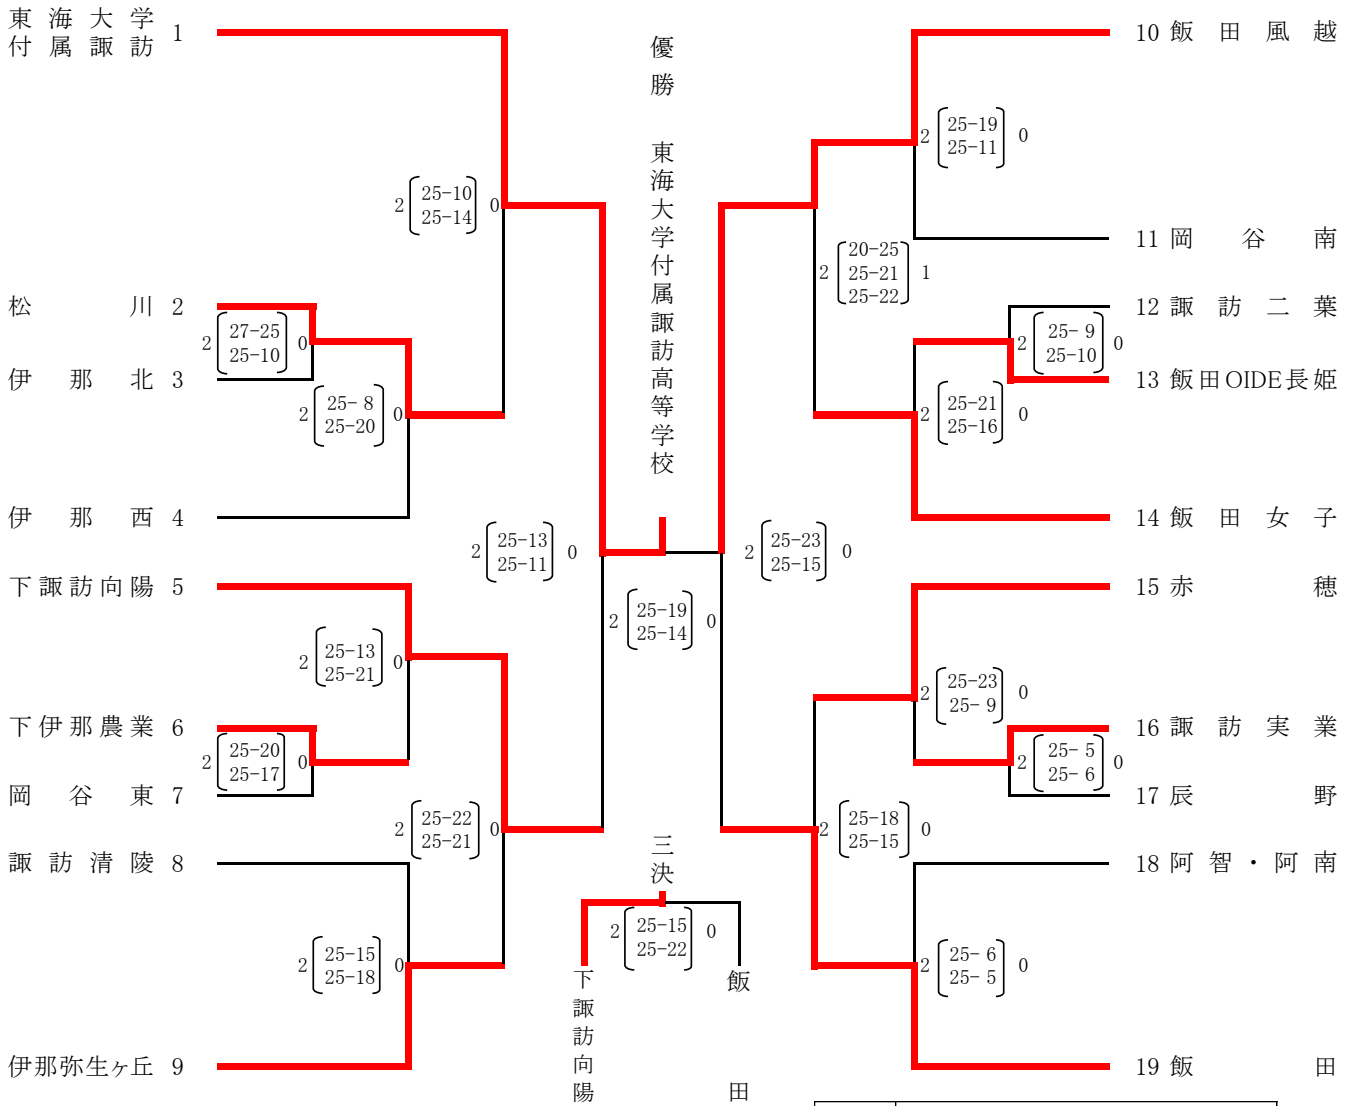 東海大学
付属諏訪 1
松川 2
2 27-25 0
25-10
伊那北 3
2 25- 8 0
25-20
2 25-10 0
25-14
伊那西 4
下諏訪向陽 5
2 25-13 0
25-21
下伊那農業 6
2 25-20 0
25-17
岡谷東 7
2 25-22 0
25-21
諏訪清陵 8
2 25-15 0
25-18
伊那弥生ヶ丘 9
2 25-13 0
25-11
優勝 東海大学付属諏訪高等学校
2 25-19 0
25-14
三決
2 25-15 0
25-22
下諏訪向陽
飯田
2 25-23 0
25-15
10 飯田風越
2 25-19 0
25-11
11 岡谷南
20-25
2 25-21 1
25-22
12 諏訪二葉
2 25- 9 0
25-10
13 飯田OIDE長姫
2 25-21 0
25-16
14 飯田女子
15 赤穂
2 25-23 0
25- 9
16 諏訪実業
2 25- 5 0
25- 6
17 辰野
2 25-18 0
25-15
18 阿智・阿南
2 25- 6 0
25- 5
19 飯田